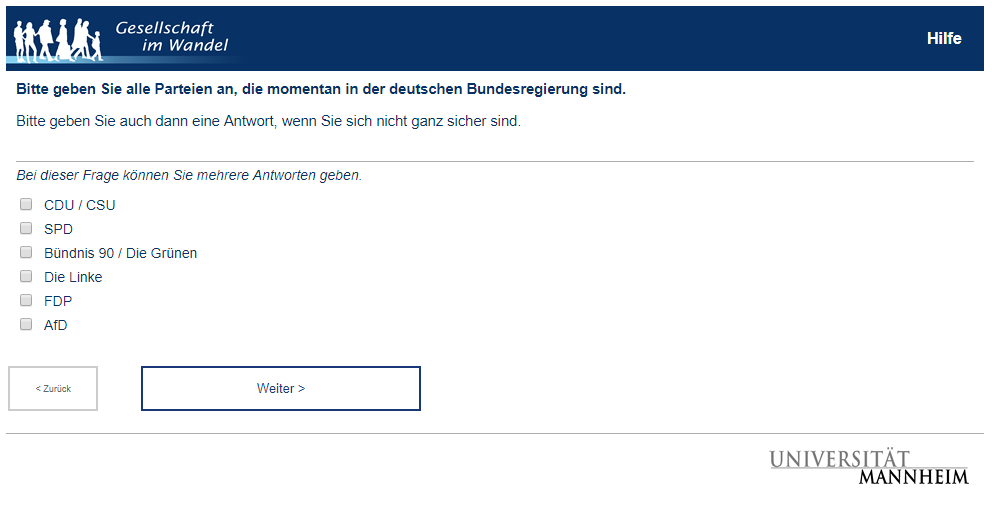 Gesellschaft
im Wandel
Hilfe
Bitte geben Sie alle Parteien an, die momentan in der deutschen Bundesregierung sind.
Bitte geben Sie auch dann eine Antwort, wenn Sie sich nicht ganz sicher sind.
Bei dieser Frage können Sie mehrere Antworten geben.
CDU / CSU
SPD
Bündnis 90 / Die Grünen
Die Linke
FDP
AfD
< Zurück
Weiter >
UNIVERSITÄT
MANNHEIM